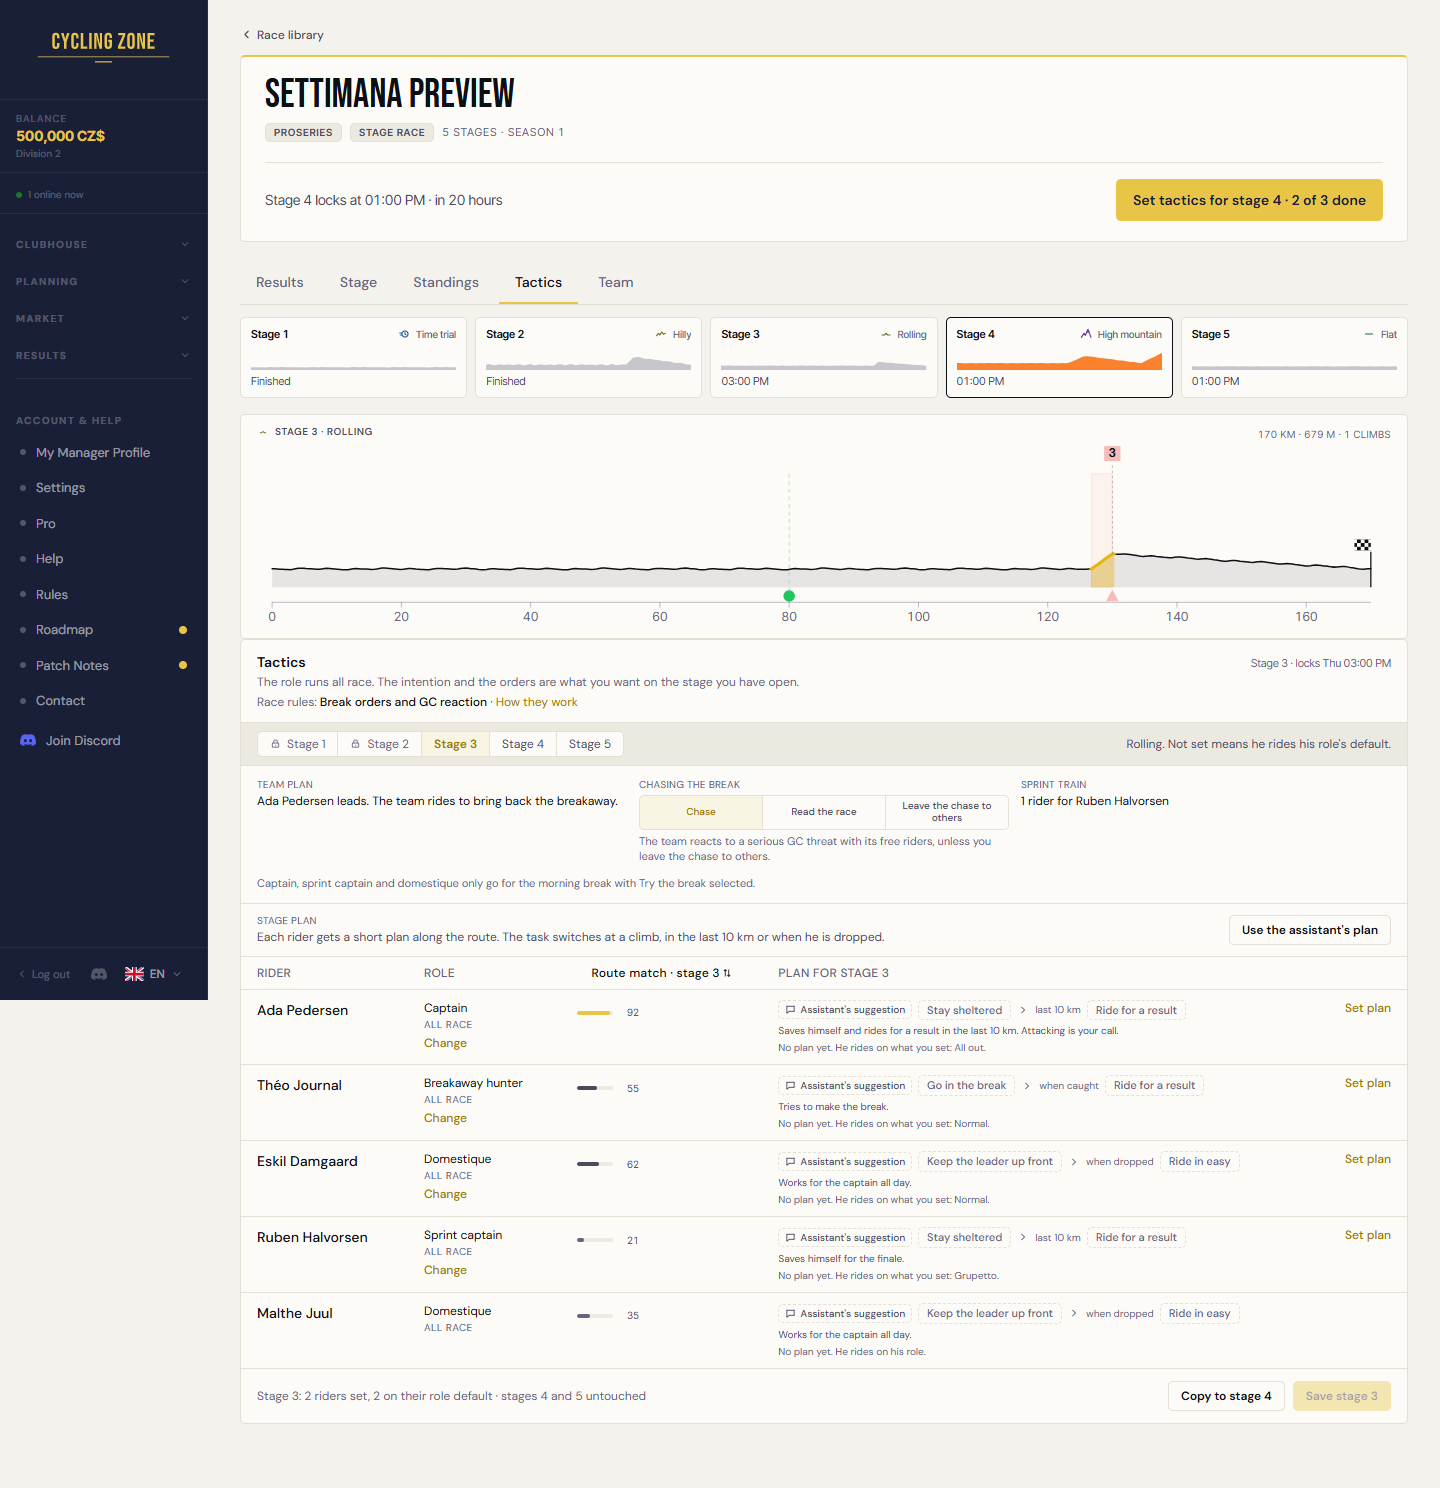 CYCLING ZONE
BALANCE
500,000 CZ$
Division 2
1 online now
CLUBHOUSE
PLANNING
MARKET
RESULTS
ACCOUNT & HELP
My Manager Profile
Settings
Pro
Help
Rules
Roadmap
Patch Notes
Contact
Join Discord
Log out
EN
Race library
SETTIMANA PREVIEW
PROSERIES STAGE RACE 5 STAGES · SEASON 1
Stage 4 locks at 01:00 PM · in 20 hours
Set tactics for stage 4 · 2 of 3 done
Results Stage Standings Tactics Team
Stage 1 Time trial
Finished
Stage 2 Hilly
Finished
Stage 3 Rolling
03:00 PM
Stage 4 High mountain
01:00 PM
Stage 5 Flat
01:00 PM
STAGE 3 · ROLLING
170 KM · 679 M · 1 CLIMBS
3
0 20 40 60 80 100 120 140 160
Tactics
Stage 3 · locks Thu 03:00 PM
The role runs all race. The intention and the orders are what you want on the stage you have open.
Race rules: Break orders and GC reaction · How they work
Stage 1 Stage 2 Stage 3 Stage 4 Stage 5
Rolling. Not set means he rides his role's default.
TEAM PLAN
Ada Pedersen leads. The team rides to bring back the breakaway.
CHASING THE BREAK
Chase
Read the race
Leave the chase to
others
The team reacts to a serious GC threat with its free riders, unless you
leave the chase to others.
SPRINT TRAIN
1 rider for Ruben Halvorsen
Captain, sprint captain and domestique only go for the morning break with Try the break selected.
STAGE PLAN
Each rider gets a short plan along the route. The task switches at a climb, in the last 10 km or when he is dropped.
Use the assistant's plan
RIDER ROLE Route match · stage 3 ⇅ PLAN FOR STAGE 3
Ada Pedersen
Captain
ALL RACE
Change
92
Assistant's suggestion Stay sheltered > last 10 km Ride for a result
Saves himself and rides for a result in the last 10 km. Attacking is your call.
No plan yet. He rides on what you set: All out.
Set plan
Théo Journal
Breakaway hunter
ALL RACE
Change
55
Assistant's suggestion Go in the break > when caught Ride for a result
Tries to make the break.
No plan yet. He rides on what you set: Normal.
Set plan
Eskil Damgaard
Domestique
ALL RACE
Change
62
Assistant's suggestion Keep the leader up front > when dropped Ride in easy
Works for the captain all day.
No plan yet. He rides on what you set: Normal.
Set plan
Ruben Halvorsen
Sprint captain
ALL RACE
Change
21
Assistant's suggestion Stay sheltered > last 10 km Ride for a result
Saves himself for the finale.
No plan yet. He rides on what you set: Grupetto.
Set plan
Malthe Juul
Domestique
ALL RACE
35
Assistant's suggestion Keep the leader up front > when dropped Ride in easy
Works for the captain all day.
No plan yet. He rides on his role.
Stage 3: 2 riders set, 2 on their role default · stages 4 and 5 untouched
Copy to stage 4
Save stage 3